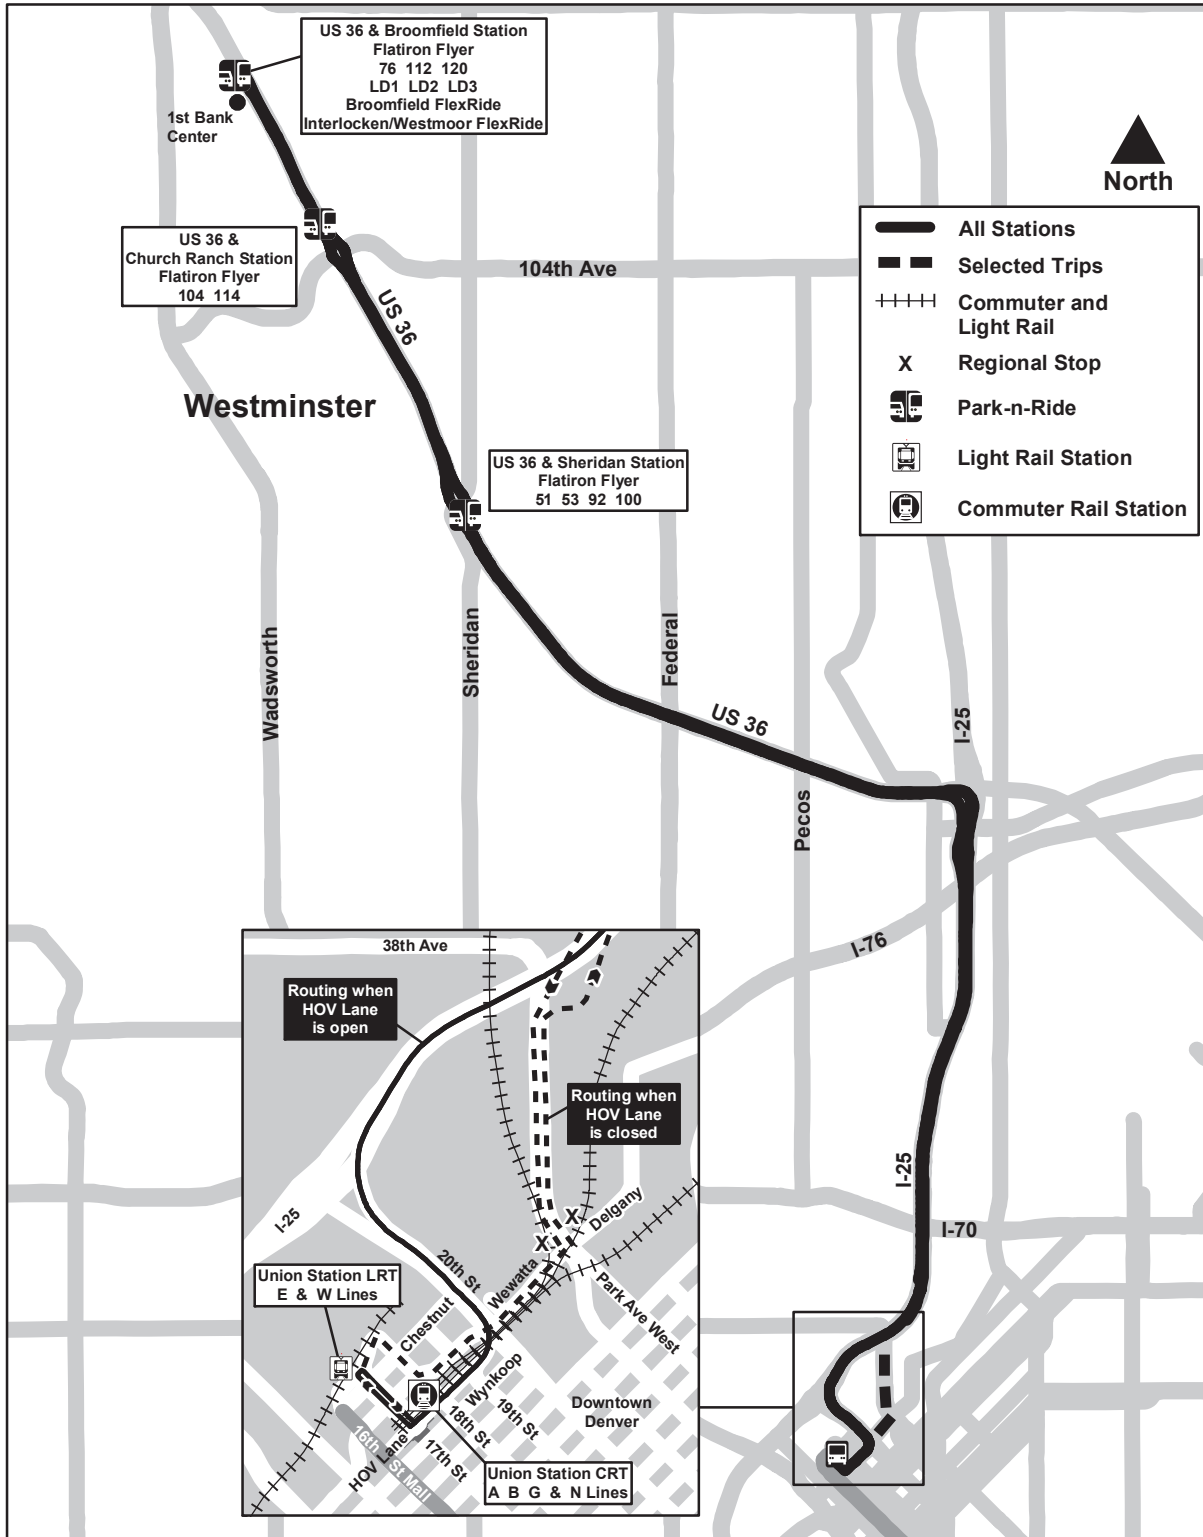 US 36 & Broomfield Station
Flatiron Flyer
76 112 120
LD1 LD2 LD3
Broomfield FlexRide
Interlocken/Westmoor FlexRide
1st Bank
Center
North
US 36 &
Church Ranch Station
Flatiron Flyer
104 114
104th Ave
US 36
Westminster
All Stations
Selected Trips
Commuter and
Light Rail
X Regional Stop
Park-n-Ride
Light Rail Station
Commuter Rail Station
US 36 & Sheridan Station
Flatiron Flyer
51 53 92 100
Wadsworth
Sheridan
Federal
US 36
I-25
Pecos
I-76
I-25
I-70
38th Ave
Routing when
HOV Lane
is open
Routing when
HOV Lane
is closed
I-25
X
X
Delgany
20th St
Wewatta
Park Ave West
Union Station LRT
E & W Lines
Chestnut
Wynkoop
19th St
18th St
17th St
Downtown
Denver
HOV Lane
16th St Mall
Union Station CRT
A B G & N Lines